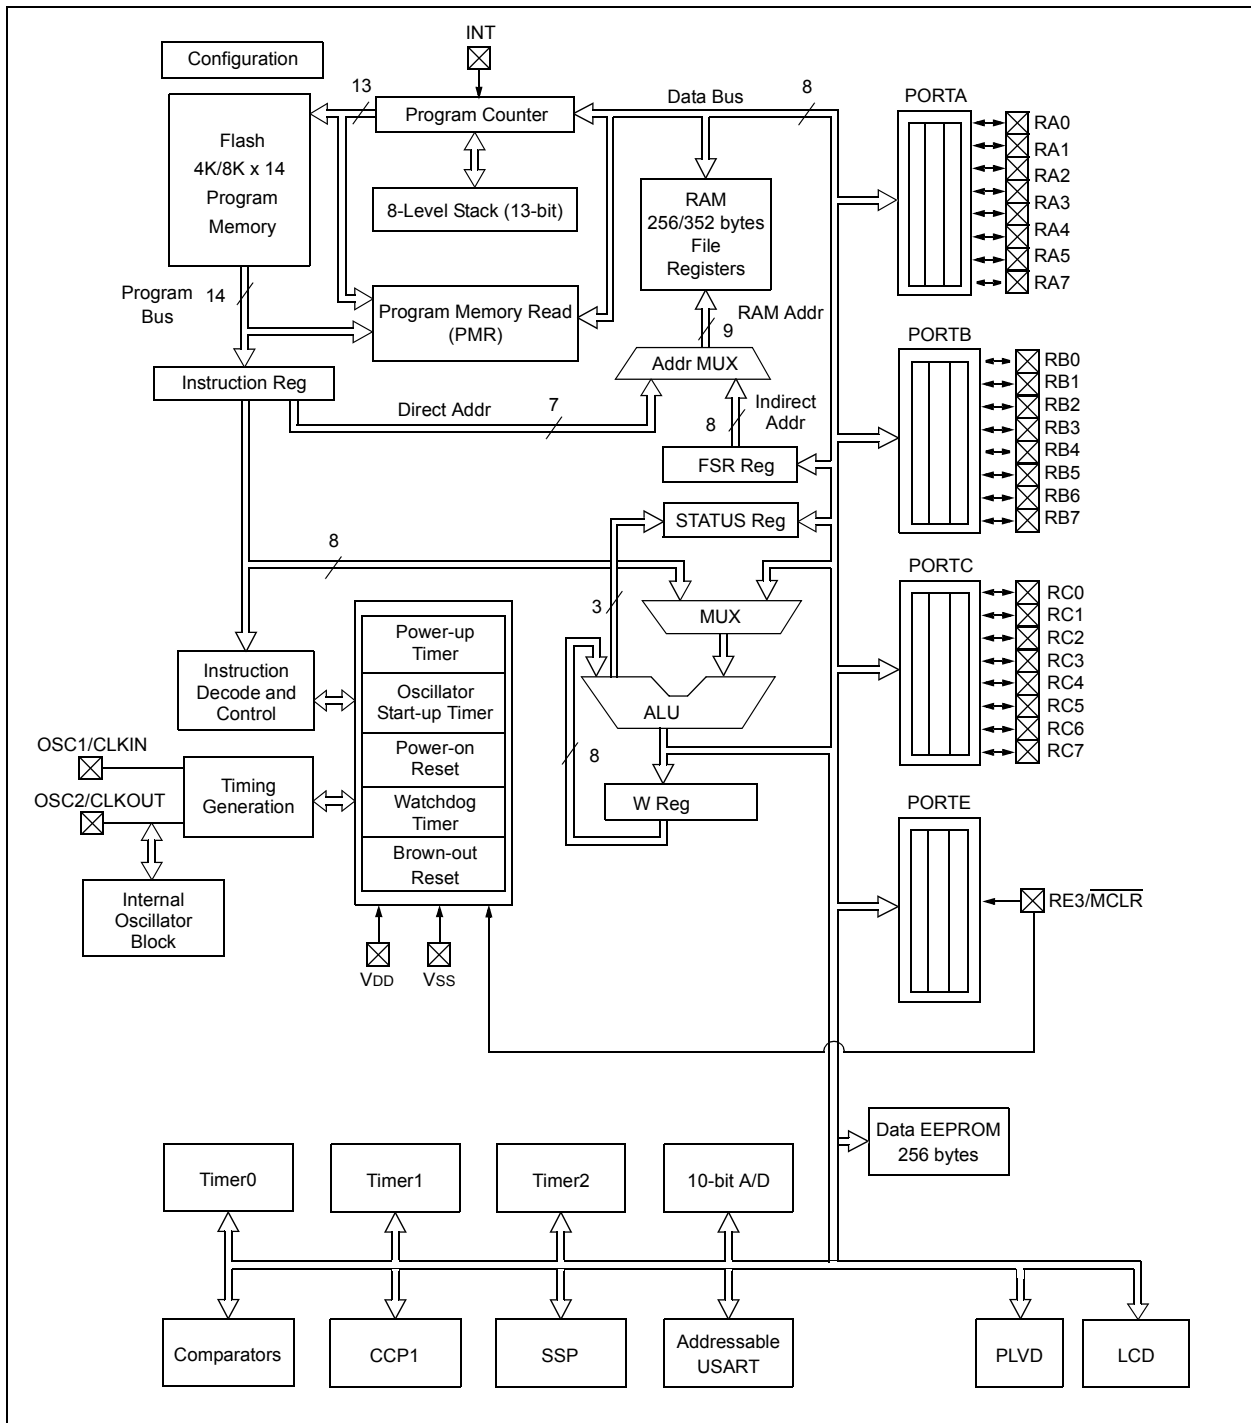 INT
Configuration
13
Program Counter
Data Bus
8
Flash
4K/8K x 14
Program
Memory
8-Level Stack (13-bit)
RAM
256/352 bytes
File
Registers
PORTA
RA0
RA1
RA2
RA3
RA4
RA5
RA7
Program
Bus
14
Program Memory Read
(PMR)
RAM Addr
9
Addr MUX
Instruction Reg
Direct Addr
7
Indirect
Addr
8
FSR Reg
STATUS Reg
PORTB
RB0
RB1
RB2
RB3
RB4
RB5
RB6
RB7
8
3
MUX
ALU
8
W Reg
PORTC
RC0
RC1
RC2
RC3
RC4
RC5
RC6
RC7
Power-up
Timer
Oscillator
Start-up Timer
Power-on
Reset
Watchdog
Timer
Brown-out
Reset
Instruction
Decode and
Control
OSC1/CLKIN
OSC2/CLKOUT
Timing
Generation
Internal
Oscillator
Block
VDD
VSS
PORTE
RE3/MCLR
Data EEPROM
256 bytes
Timer0
Timer1
Timer2
10-bit A/D
Comparators
CCP1
SSP
Addressable
USART
PLVD
LCD